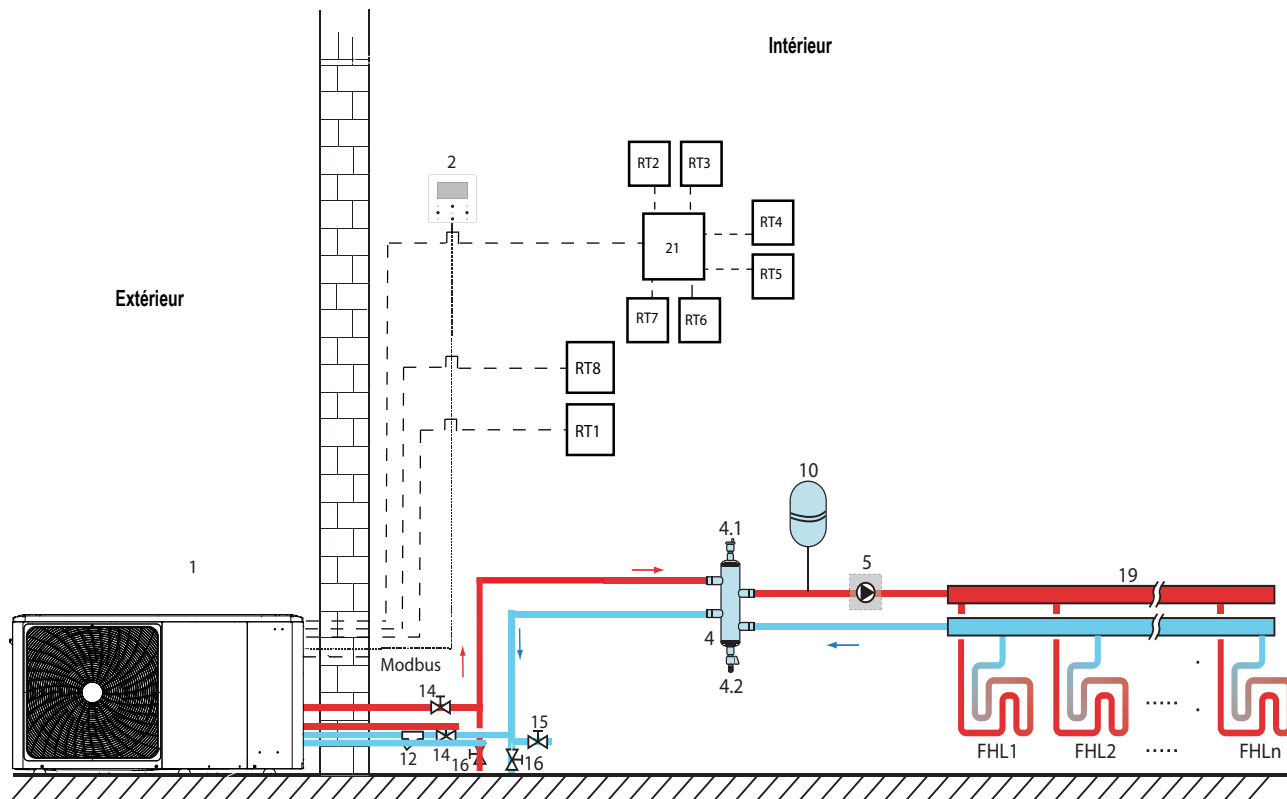 Intérieur
Extérieur
2
RT2
RT3
RT4
21
RT5
RT7
RT6
RT8
RT1
10
4.1
5
19
1
4
4.2
Modbus
14
15
12
14
16
16
FHL1
FHL2
.....
.....
FHLn